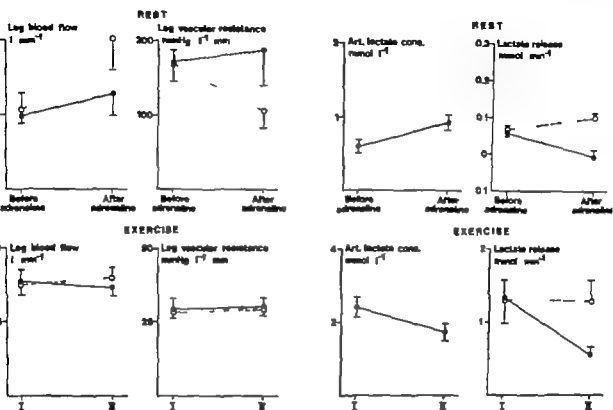 REST
Leg blood flow
l min⁻¹
Leg vascular resistance
mmHg l⁻¹ min
200
100
Before adrenaline
After adrenaline
Before adrenaline
After adrenaline
REST
Art. lactate conc.
mmol l⁻¹
2
1
Lactate release
mmol min⁻¹
0.3
0.2
0.1
0
0.1
Before adrenaline
After adrenaline
Before adrenaline
After adrenaline
EXERCISE
Leg blood flow
l min⁻¹
Leg vascular resistance
mmHg l⁻¹ min
50
25
I
II
I
II
EXERCISE
Art. lactate conc.
mmol l⁻¹
4
2
Lactate release
mmol min⁻¹
2
1
I
II
I
II